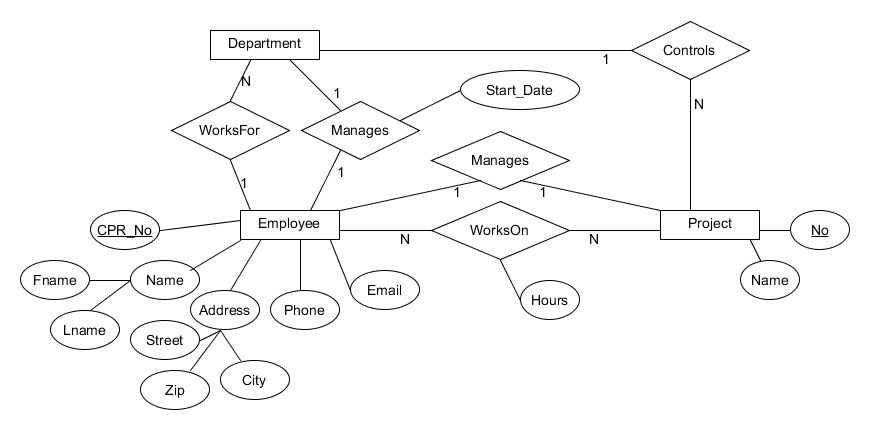 Department
Controls
1
N
1
Start_Date
N
WorksFor
Manages
Manages
1
1
1
1
CPR_No
Employee
Project
No
N
WorksOn
N
Fname
Name
Name
Email
Hours
Address
Phone
Lname
Street
Zip
City